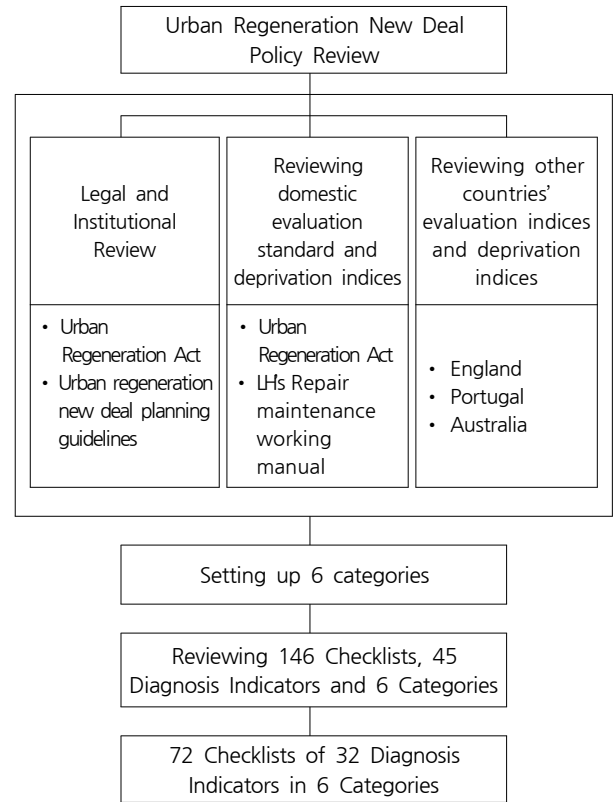 Urban Regeneration New Deal
Policy Review
Legal and
Institutional
Review
Reviewing
domestic
evaluation
standard and
deprivation indices
Reviewing other
countries'
evaluation indices
and deprivation
indices
• Urban
Regeneration Act
• Urban regeneration
new deal planning
guidelines
• Urban
Regeneration Act
• LH's Repair
maintenance
working
manual
• England
• Portugal
• Australia
Setting up 6 categories
Reviewing 146 Checklists, 45
Diagnosis Indicators and 6 Categories
72 Checklists of 32 Diagnosis
Indicators in 6 Categories